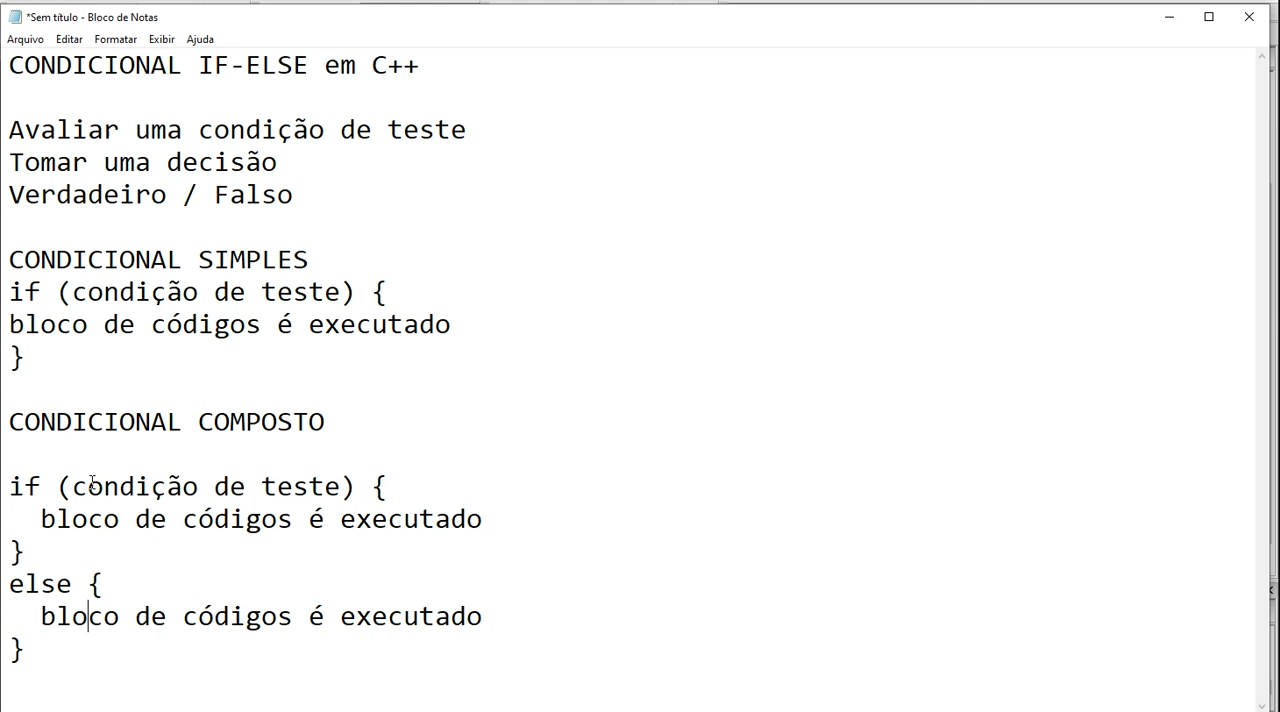 *Sem título - Bloco de Notas
Arquivo Editar Formatar Exibir Ajuda
CONDICIONAL IF-ELSE em C++
Avaliar uma condição de teste
Tomar uma decisão
Verdadeiro / Falso
CONDICIONAL SIMPLES
if (condição de teste) {
bloco de códigos é executado
}
CONDICIONAL COMPOSTO
if (condição de teste) {
  bloco de códigos é executado
}
else {
  bloco de códigos é executado
}